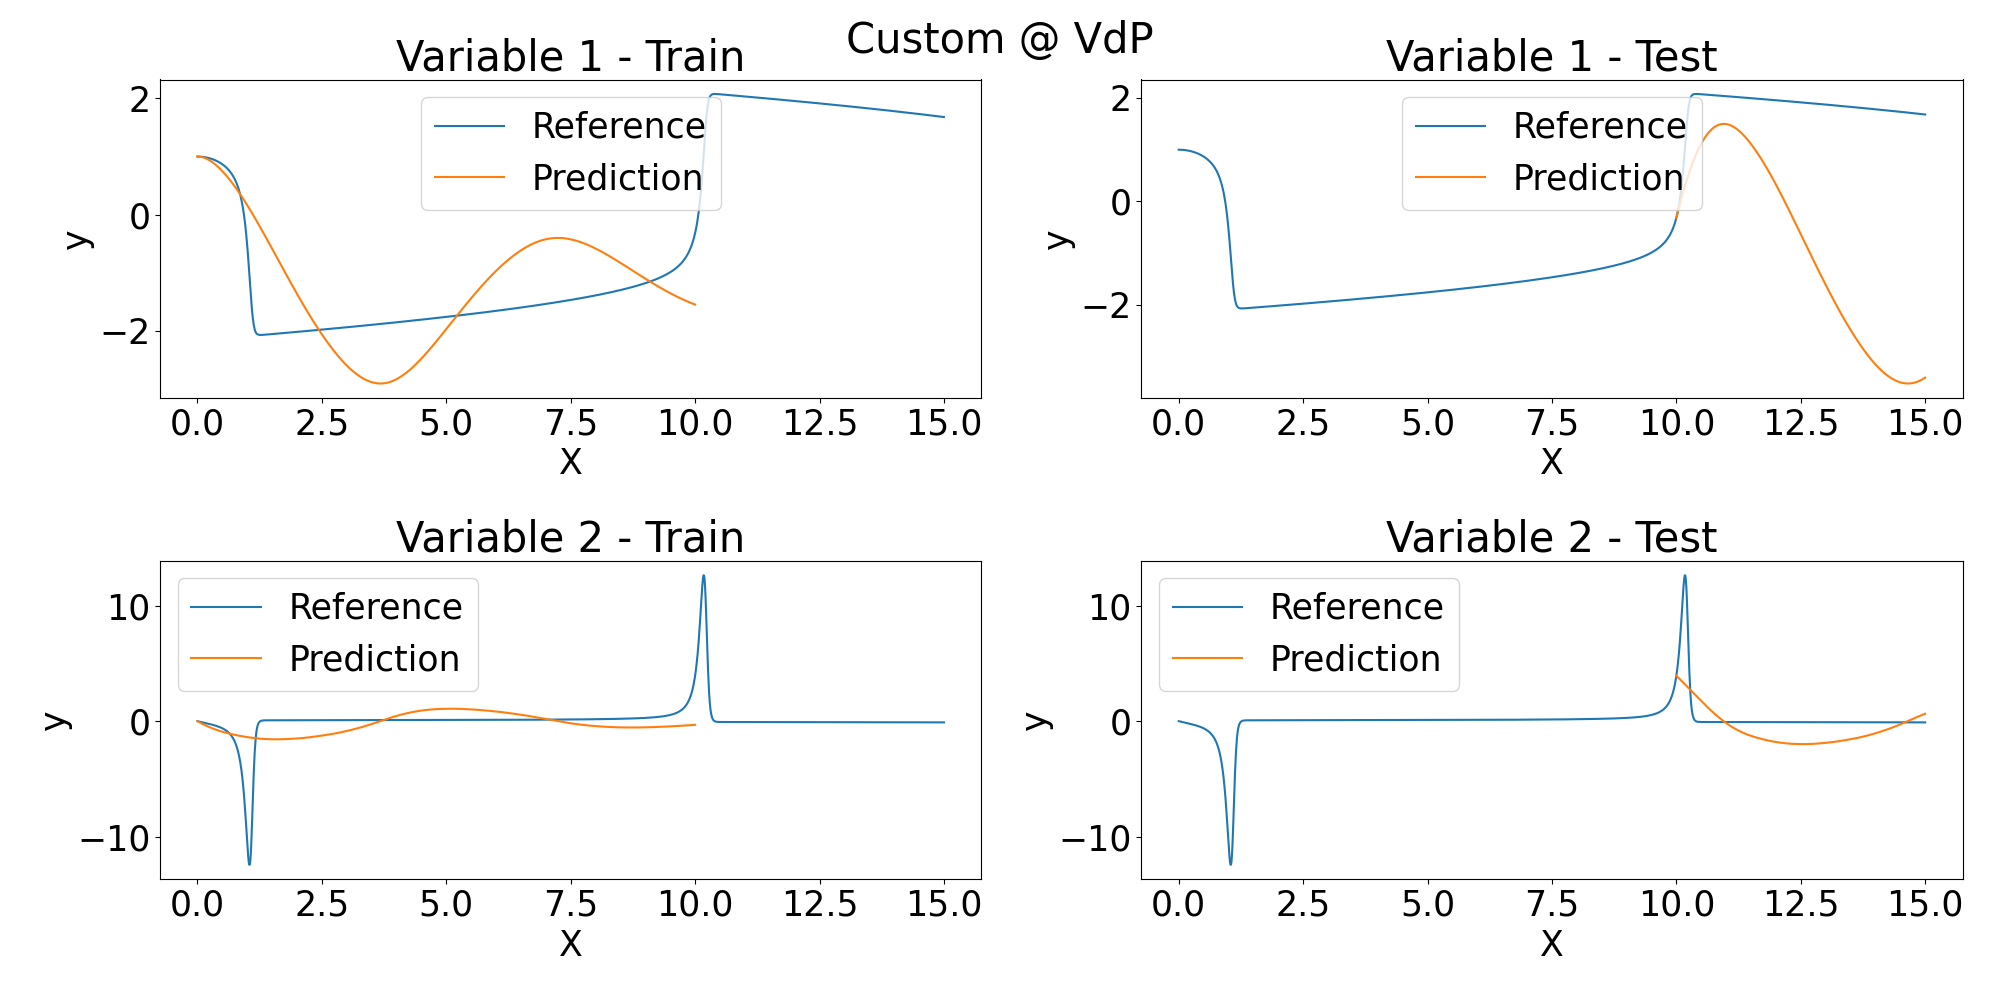 Custom @ VdP
Variable 1 - Train
2
0
−2
y
Reference
Prediction
0.0 2.5 5.0 7.5 10.0 12.5 15.0
X
Variable 1 - Test
2
0
−2
y
Reference
Prediction
0.0 2.5 5.0 7.5 10.0 12.5 15.0
X
Variable 2 - Train
10
0
−10
y
Reference
Prediction
0.0 2.5 5.0 7.5 10.0 12.5 15.0
X
Variable 2 - Test
10
0
−10
y
Reference
Prediction
0.0 2.5 5.0 7.5 10.0 12.5 15.0
X